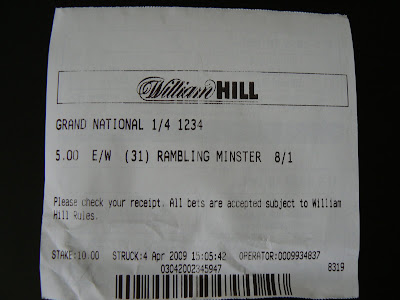 William HILL
GRAND NATIONAL 1/4 1234
5.00 E/W (31) RAMBLING MINSTER 8/1
Please check your receipt. All bets are accepted subject to William
Hill Rules.
STAKE:10.00 STRUCK:4 Apr 2009 15:05:42 OPERATOR:0009934837
03042002345947 8319